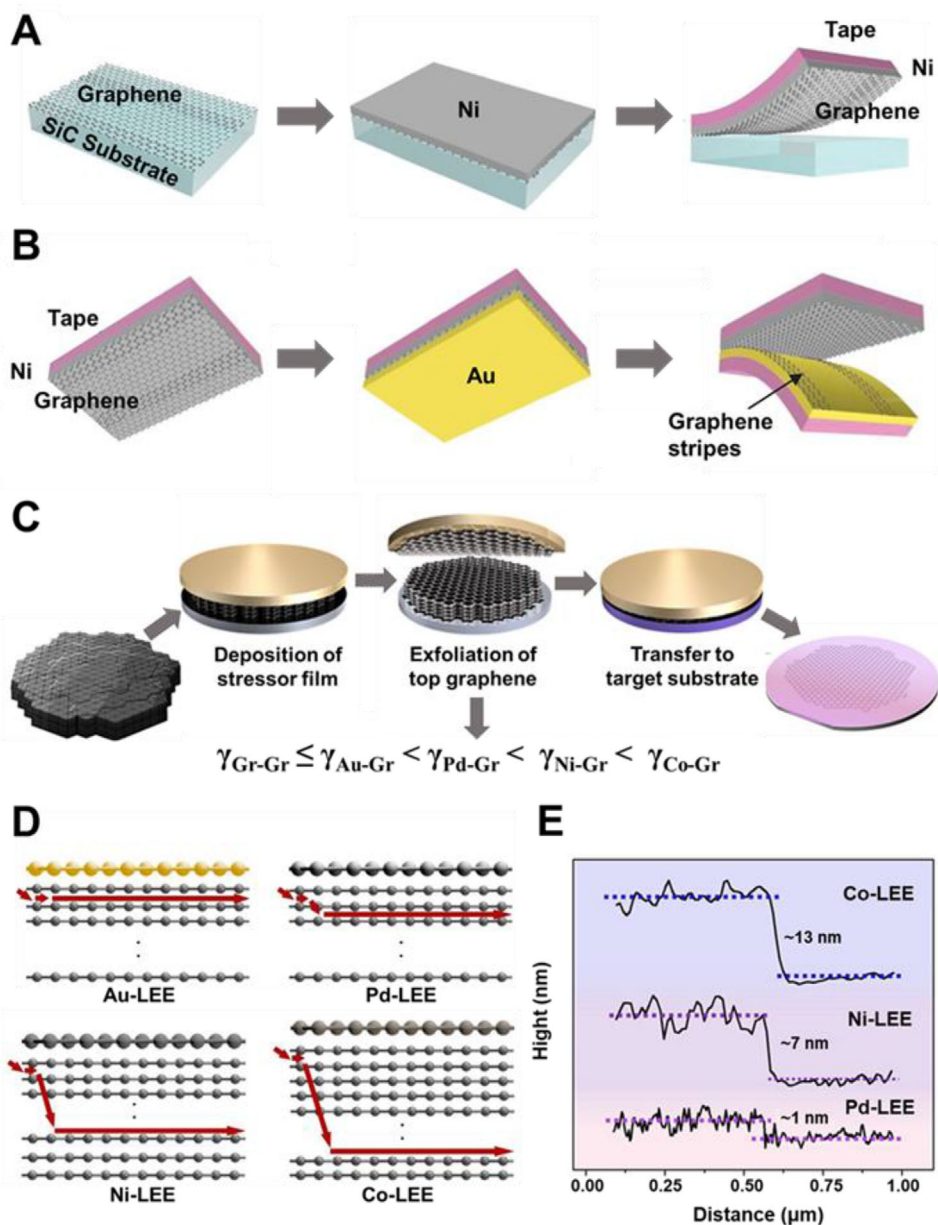 A
Graphene
SiC Substrate
Ni
Tape
Ni
Graphene
B
Tape
Ni
Graphene
Au
Graphene
stripes
C
Deposition of
stressor film
Exfoliation of
top graphene
Transfer to
target substrate
γGr-Gr ≤ γAu-Gr < γPd-Gr < γNi-Gr < γCo-Gr
D
Au-LEE
Pd-LEE
Ni-LEE
Co-LEE
E
Hight (nm)
Co-LEE
~13 nm
Ni-LEE
~7 nm
Pd-LEE
~1 nm
0.00 0.25 0.50 0.75 1.00
Distance (μm)